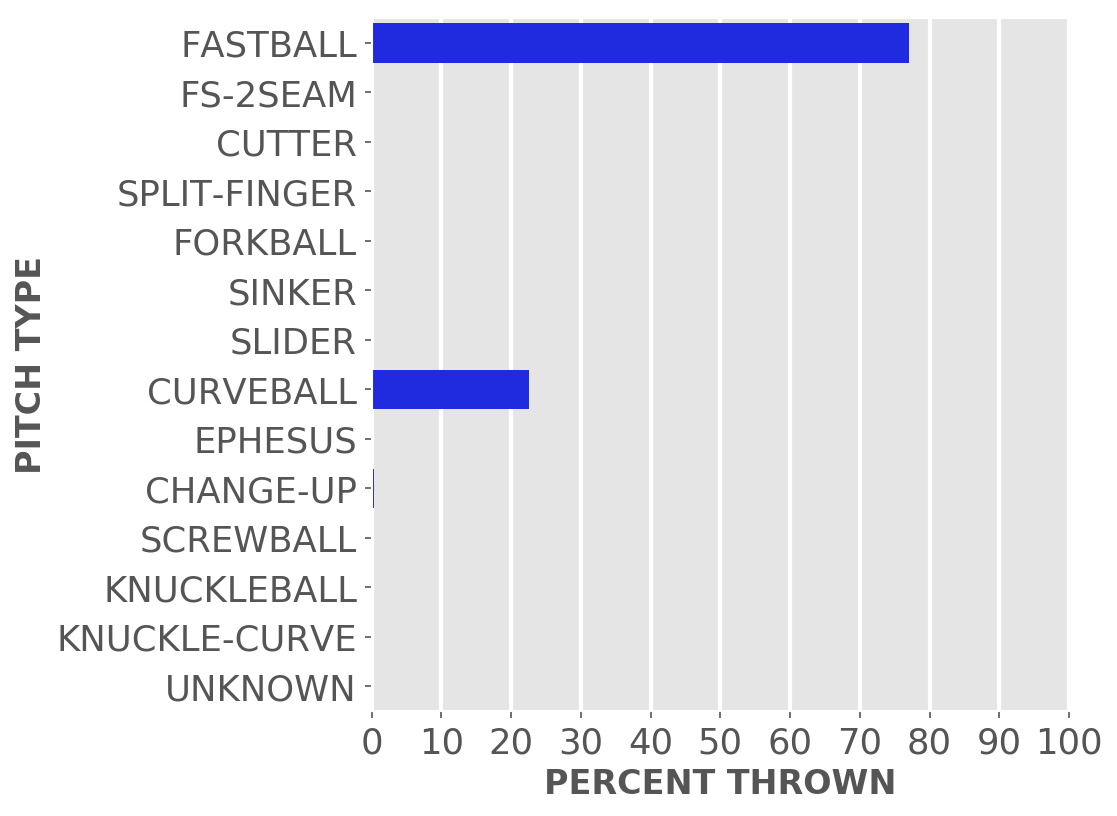 FASTBALL
FS-2SEAM
CUTTER
SPLIT-FINGER
FORKBALL
SINKER
SLIDER
CURVEBALL
EPHESUS
CHANGE-UP
SCREWBALL
KNUCKLEBALL
KNUCKLE-CURVE
UNKNOWN
PITCH TYPE
0 10 20 30 40 50 60 70 80 90 100
PERCENT THROWN